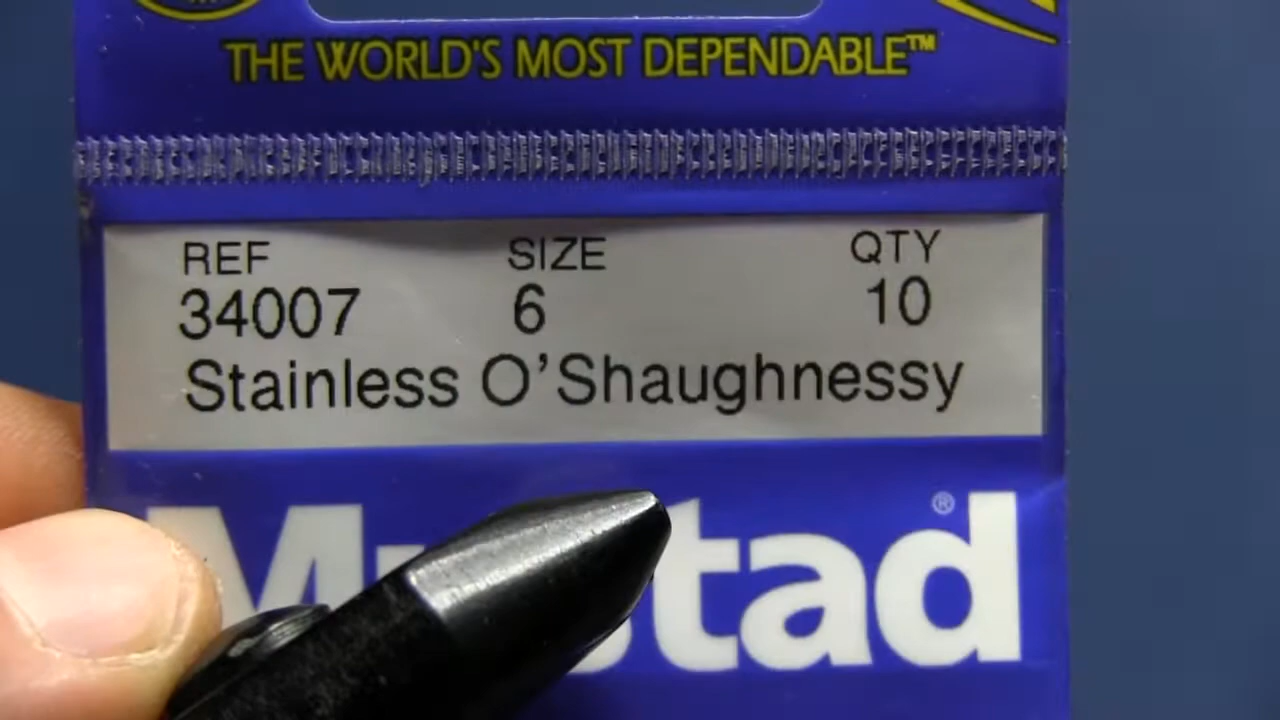 THE WORLD'S MOST DEPENDABLE™
REF SIZE QTY
34007 6 10
Stainless O'Shaughnessy
®